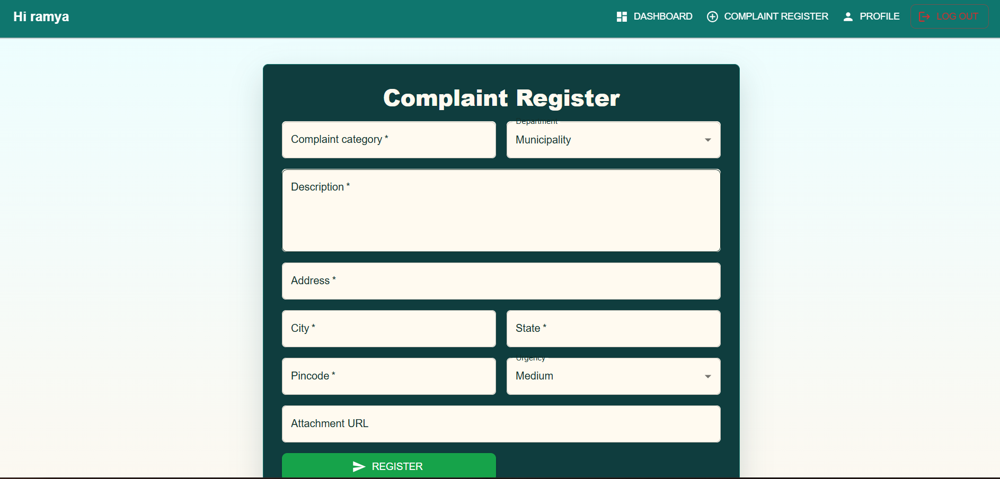 Hi ramya
DASHBOARD
COMPLAINT REGISTER
PROFILE
LOG OUT
Complaint Register
Complaint category *
Department
Municipality
Description *
Address *
City *
State *
Pincode *
Urgency
Medium
Attachment URL
REGISTER